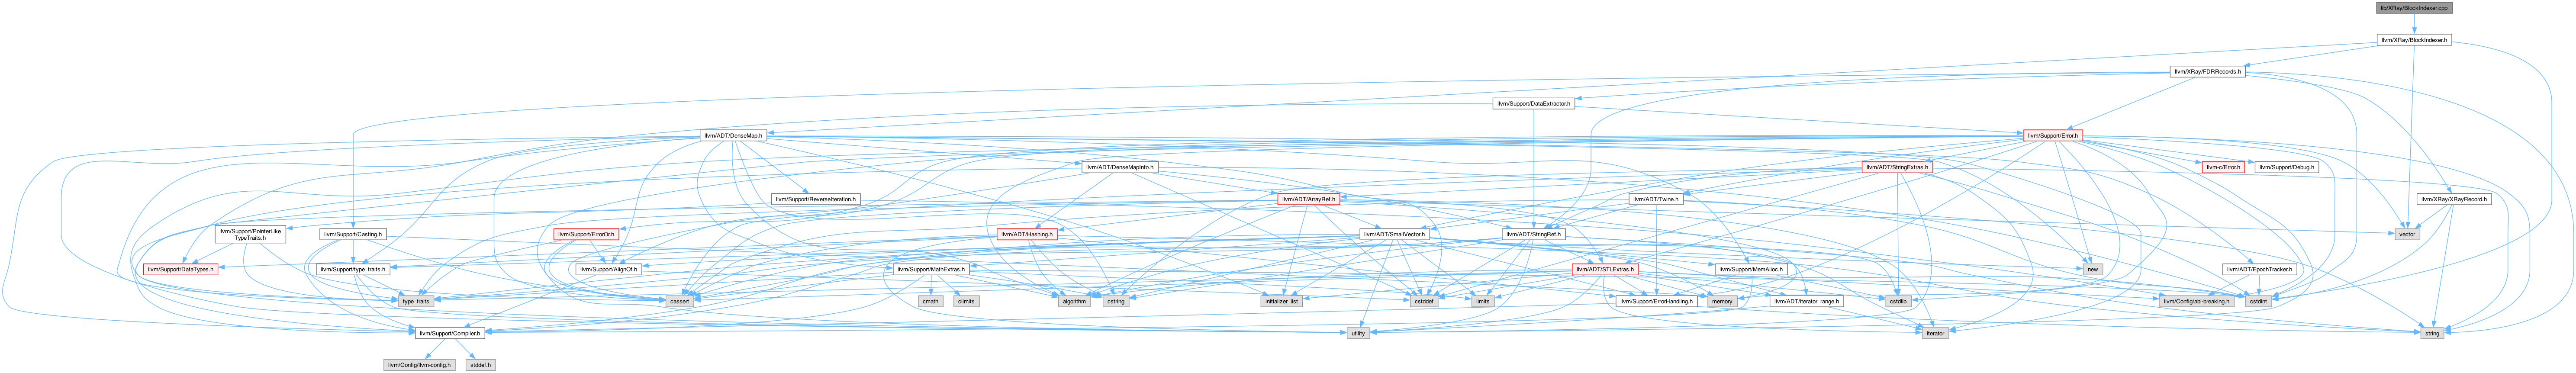 lib/XRay/BlockIndexer.cpp
llvm/XRay/BlockIndexer.h
llvm/XRay/FDRRecords.h
llvm/Support/DataExtractor.h
llvm/ADT/DenseMap.h
llvm/Support/Error.h
llvm/ADT/DenseMapInfo.h
llvm/ADT/StringExtras.h
llvm-c/Error.h
llvm/Support/Debug.h
llvm/Support/ReverseIteration.h
llvm/ADT/ArrayRef.h
llvm/ADT/Twine.h
llvm/XRay/XRayRecord.h
llvm/Support/PointerLike
TypeTraits.h
llvm/Support/Casting.h
llvm/Support/ErrorOr.h
llvm/ADT/Hashing.h
llvm/ADT/SmallVector.h
llvm/ADT/StringRef.h
vector
llvm/Support/DataTypes.h
llvm/Support/type_traits.h
llvm/Support/AlignOf.h
llvm/Support/MathExtras.h
llvm/ADT/STLExtras.h
llvm/Support/MemAlloc.h
new
llvm/ADT/EpochTracker.h
type_traits
cassert
cmath
climits
algorithm
cstring
initializer_list
cstddef
limits
llvm/Support/ErrorHandling.h
memory
llvm/ADT/iterator_range.h
cstdlib
llvm/Config/abi-breaking.h
cstdint
llvm/Support/Compiler.h
utility
iterator
string
llvm/Config/llvm-config.h
stddef.h